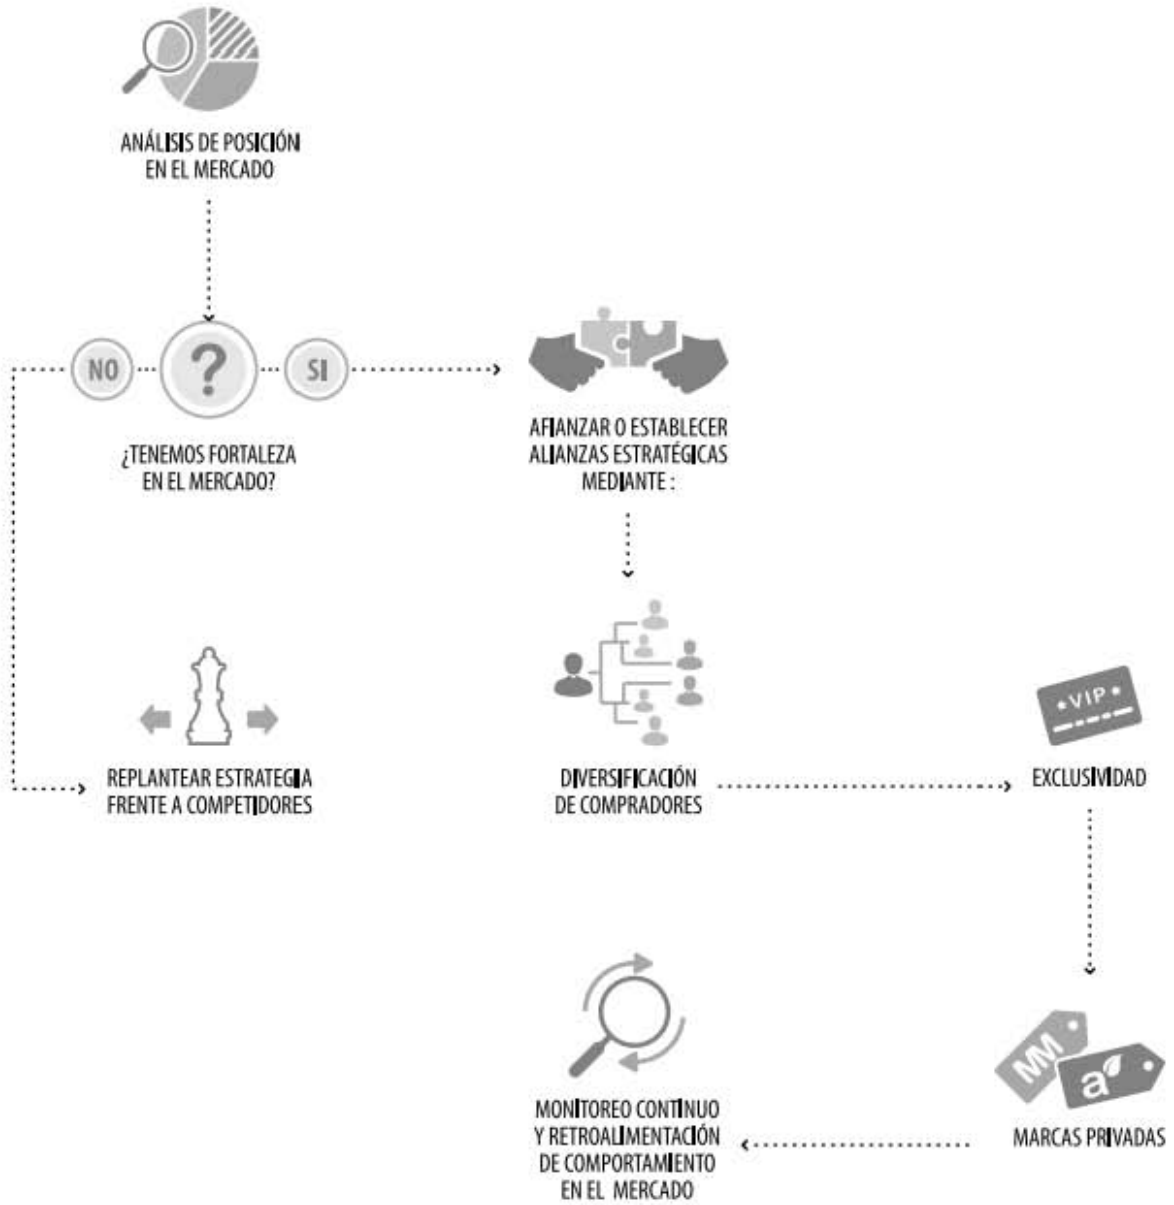 ANÁLISIS DE POSICIÓN
EN EL MERCADO
NO
?
SI
¿TENEMOS FORTALEZA
EN EL MERCADO?
AFIANZAR O ESTABLECER
ALIANZAS ESTRATÉGICAS
MEDIANTE :
REPLANTEAR ESTRATEGIA
FRENTE A COMPETIDORES
DIVERSIFICACIÓN
DE COMPRADORES
VIP
EXCLUSIVIDAD
MM
a
MARCAS PRIVADAS
MONITOREO CONTINUO
Y RETROALIMENTACIÓN
DE COMPORTAMIENTO
EN EL MERCADO